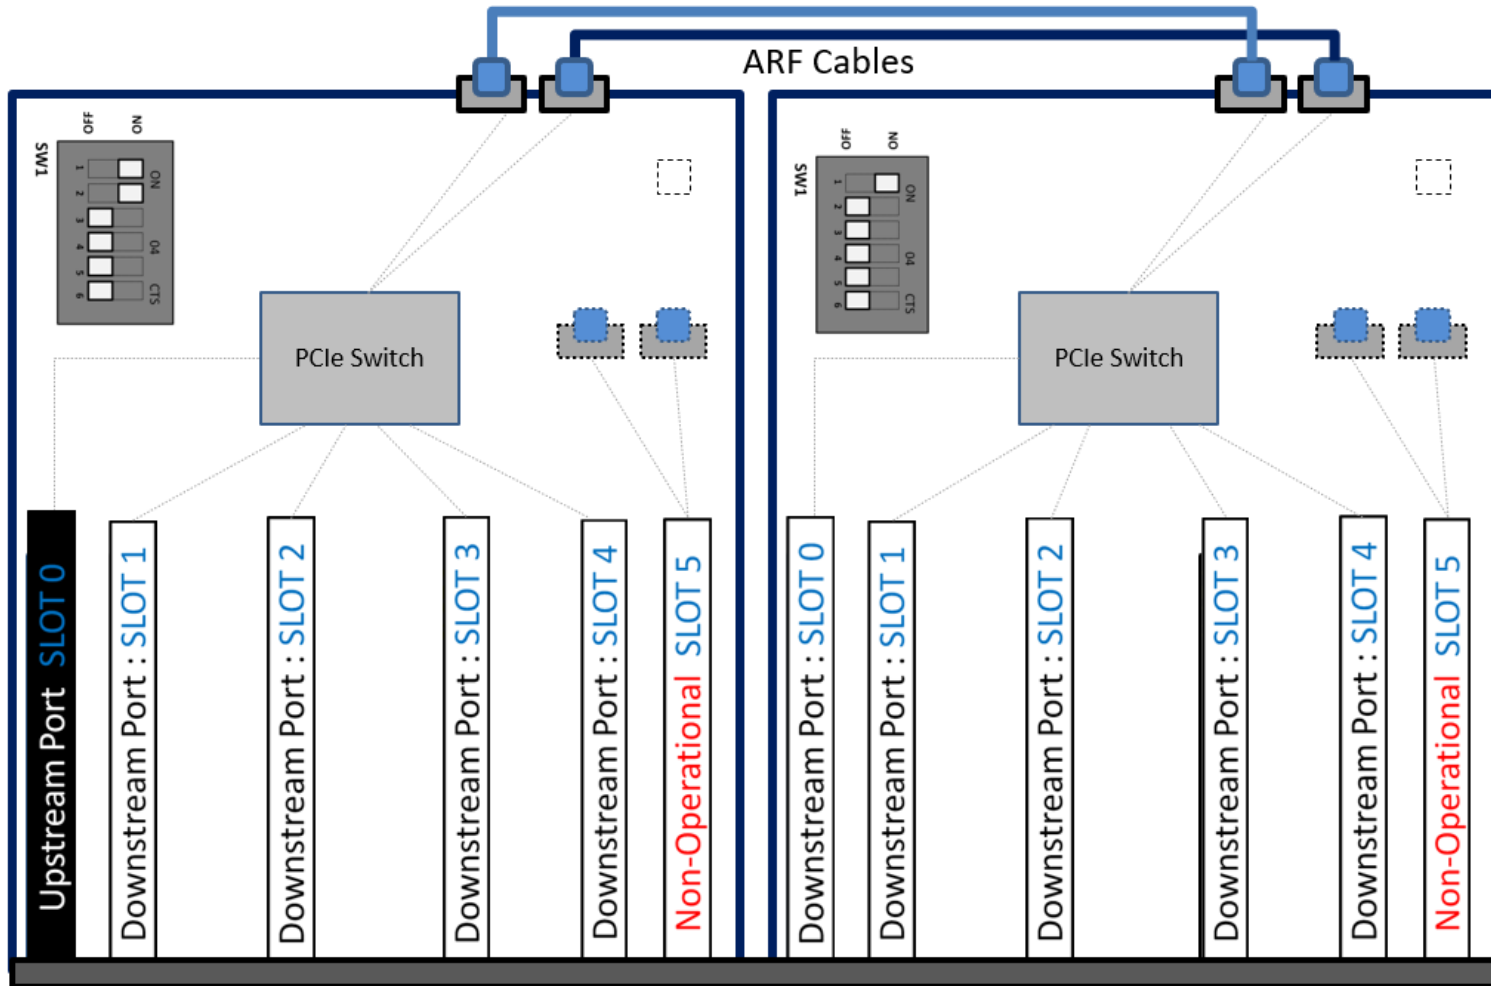 ARF Cables
OFF ON
SW1
1
2
3
4
5
6
ON
04
CTS
PCIe Switch
Upstream Port SLOT 0
Downstream Port : SLOT 1
Downstream Port : SLOT 2
Downstream Port : SLOT 3
Downstream Port : SLOT 4
Non-Operational SLOT 5
OFF ON
SW1
1
2
3
4
5
6
ON
04
CTS
PCIe Switch
Downstream Port : SLOT 0
Downstream Port : SLOT 1
Downstream Port : SLOT 2
Downstream Port : SLOT 3
Downstream Port : SLOT 4
Non-Operational SLOT 5